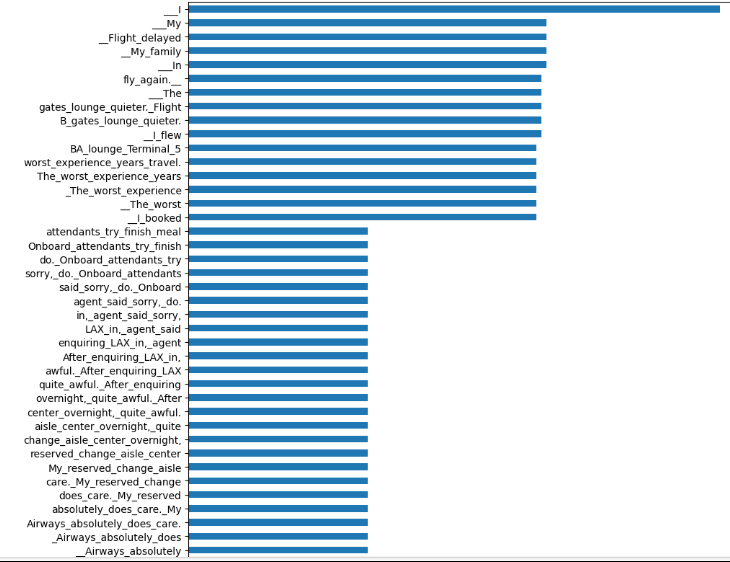 ___I
___My
__Flight_delayed
__My_family
___In
fly_again.__
___The
gates_lounge_quieter._Flight
B_gates_lounge_quieter.
__I_flew
BA_lounge_Terminal_5
worst_experience_years_travel.
The_worst_experience_years
_The_worst_experience
__The_worst
__I_booked
attendants_try_finish_meal
Onboard_attendants_try_finish
do._Onboard_attendants_try
sorry,_do._Onboard_attendants
said_sorry,_do._Onboard
agent_said_sorry,_do.
in,_agent_said_sorry,
LAX_in,_agent_said
enquiring_LAX_in,_agent
After_enquiring_LAX_in,
awful._After_enquiring_LAX
quite_awful._After_enquiring
overnight,_quite_awful._After
center_overnight,_quite_awful.
aisle_center_overnight,_quite
change_aisle_center_overnight,
reserved_change_aisle_center
My_reserved_change_aisle
care._My_reserved_change
does_care._My_reserved
absolutely_does_care._My
Airways_absolutely_does_care.
_Airways_absolutely_does
__Airways_absolutely